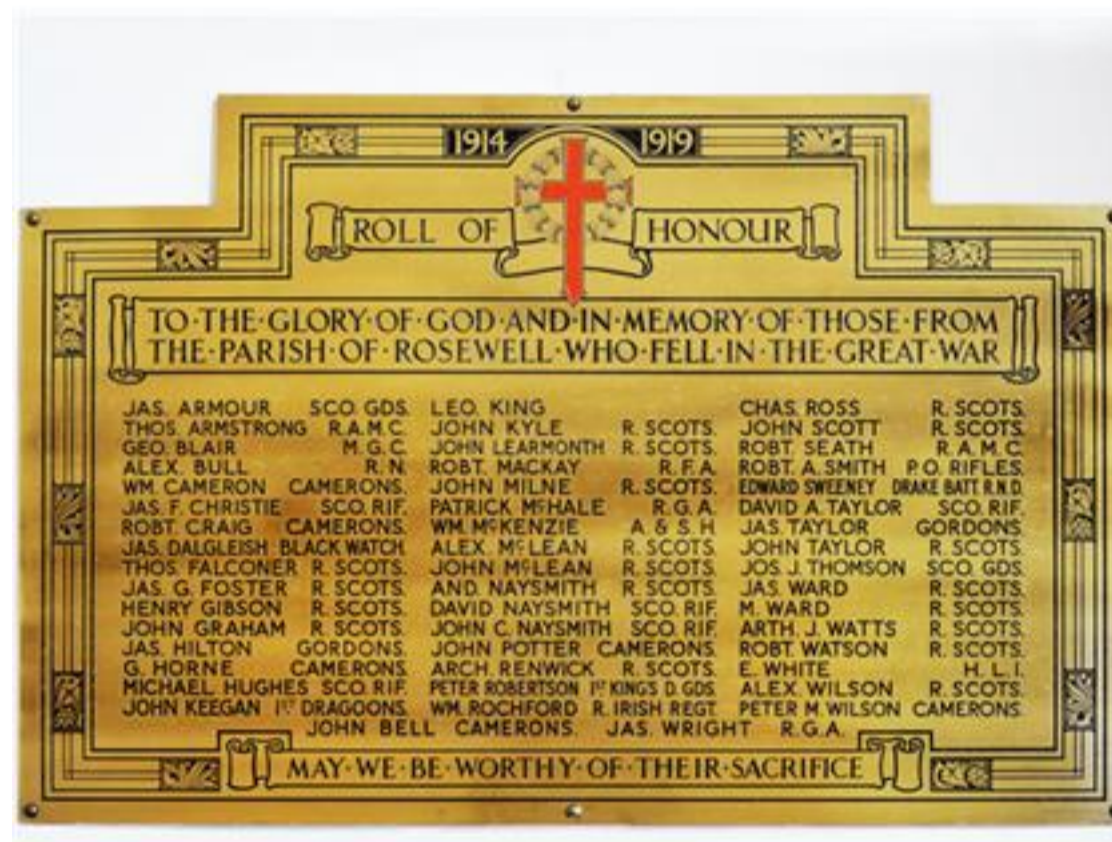 1914 1919
ROLL OF HONOUR
TO·THE·GLORY·OF·GOD·AND·IN·MEMORY·OF·THOSE·FROM
THE·PARISH·OF·ROSEWELL·WHO·FELL·IN·THE·GREAT·WAR
JAS. ARMOUR SCO. GDS.
THOS. ARMSTRONG R.A.M.C.
GEO. BLAIR M.G.C.
ALEX. BULL R.N.
WM. CAMERON CAMERONS.
JAS. F. CHRISTIE SCO. RIF.
ROBT. CRAIG CAMERONS.
JAS. DALGLEISH BLACK WATCH
THOS. FALCONER R. SCOTS.
JAS. G. FOSTER R. SCOTS.
HENRY GIBSON R. SCOTS.
JOHN GRAHAM R. SCOTS.
JAS. HILTON GORDONS.
G. HORNE CAMERONS.
MICHAEL HUGHES SCO. RIF.
JOHN KEEGAN 1ST DRAGOONS.
LEO. KING
JOHN KYLE R. SCOTS.
JOHN LEARMONTH R. SCOTS.
ROBT. MACKAY R.F.A.
JOHN MILNE R. SCOTS.
PATRICK McHALE R.G.A.
WM. McKENZIE A & S H
ALEX. McLEAN R. SCOTS.
JOHN McLEAN R. SCOTS.
AND. NAYSMITH R. SCOTS.
DAVID NAYSMITH SCO. RIF.
JOHN C. NAYSMITH SCO. RIF.
JOHN POTTER CAMERONS.
ARCH. RENWICK R. SCOTS.
PETER ROBERTSON 1ST KING'S D. GDS.
WM. ROCHFORD R. IRISH REGT.
CHAS. ROSS R. SCOTS.
JOHN SCOTT R. SCOTS.
ROBT. SEATH R.A.M.C.
ROBT. A. SMITH P.O. RIFLES.
EDWARD SWEENEY DRAKE BATT. R.N.D.
DAVID A. TAYLOR SCO. RIF.
JAS. TAYLOR GORDONS.
JOHN TAYLOR R. SCOTS.
JOS. J. THOMSON SCO. GDS.
JAS. WARD R. SCOTS.
M. WARD R. SCOTS.
ARTH. J. WATTS R. SCOTS.
ROBT. WATSON R. SCOTS.
E. WHITE H.L.I.
ALEX. WILSON R. SCOTS.
PETER M. WILSON CAMERONS.
JOHN BELL CAMERONS. JAS. WRIGHT R.G.A.
MAY·WE·BE·WORTHY·OF·THEIR·SACRIFICE